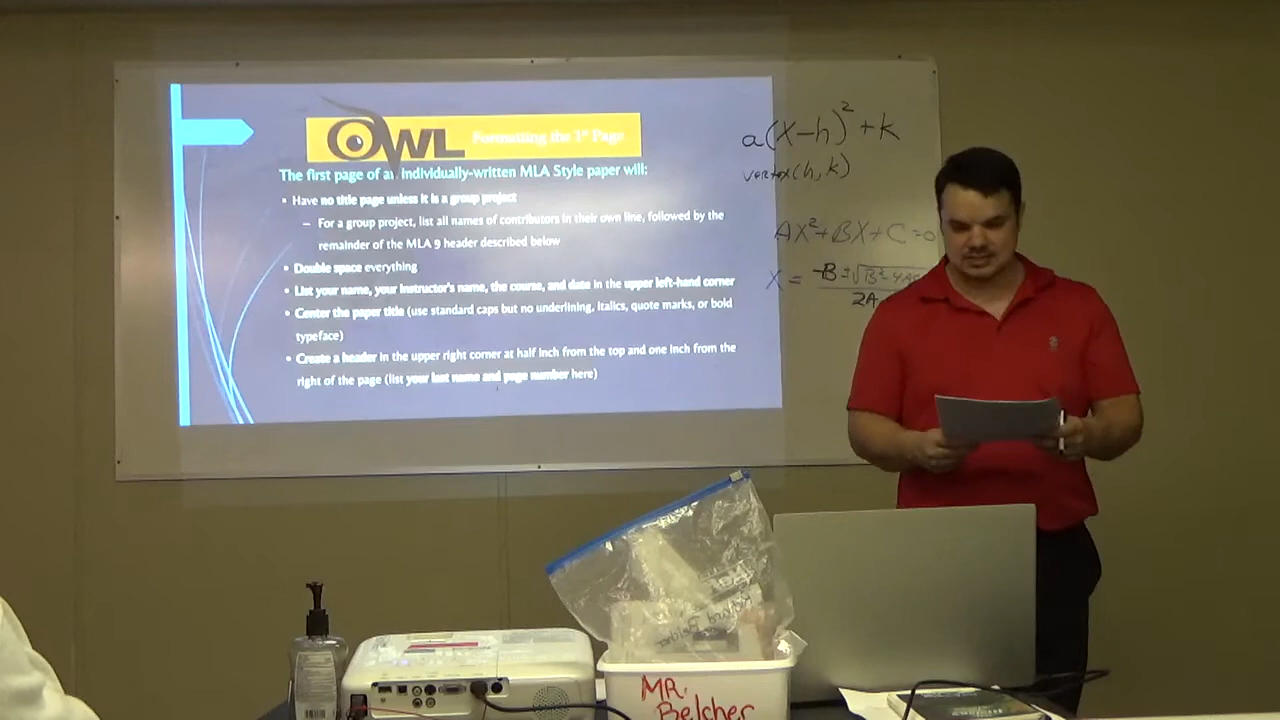 OWL Formatting the 1st Page
The first page of an individually-written MLA Style paper will:
• Have no title page unless it is a group project
– For a group project, list all names of contributors in their own line, followed by the
remainder of the MLA 9 header described below
• Double space everything
• List your name, your instructor's name, the course, and date in the upper left-hand corner
• Center the paper title (use standard caps but no underlining, italics, quote marks, or bold
typeface)
• Create a header in the upper right corner at half inch from the top and one inch from the
right of the page (list your last name and page number here)
a(x-h)²+k
vertex(h,k)
AX²+BX+C=0
X = -B±√B²-4A
2A
MR.
Belcher